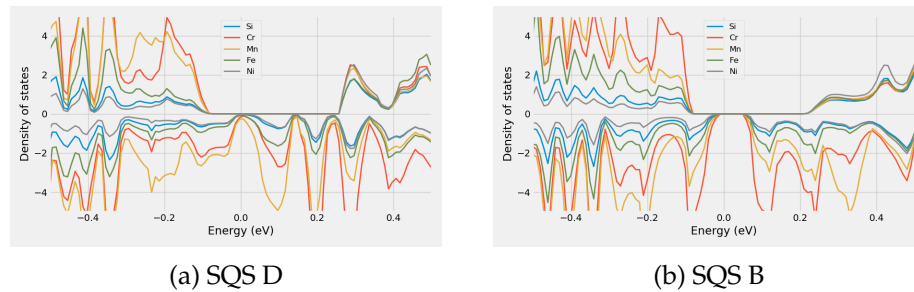 Density of states
4
2
0
−2
−4
Si
Cr
Mn
Fe
Ni
−0.4
−0.2
0.0
0.2
0.4
Energy (eV)
(a) SQS D
Density of states
4
2
0
−2
−4
Si
Cr
Mn
Fe
Ni
−0.4
−0.2
0.0
0.2
0.4
Energy (eV)
(b) SQS B